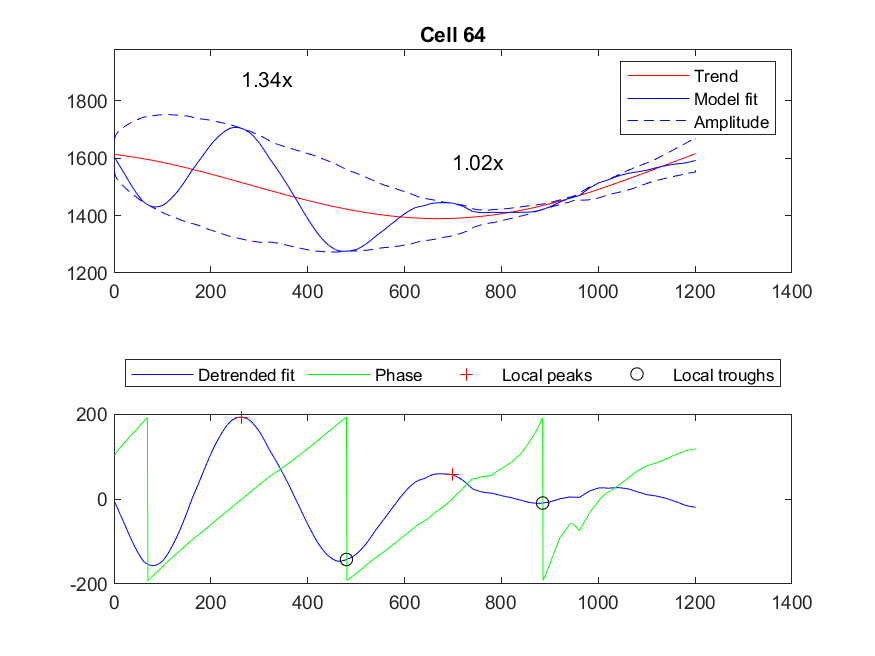 Cell 64
1.34x
1.02x
Trend
Model fit
Amplitude
1800
1600
1400
1200
0 200 400 600 800 1000 1200 1400
Detrended fit Phase Local peaks Local troughs
200
0
-200
0 200 400 600 800 1000 1200 1400